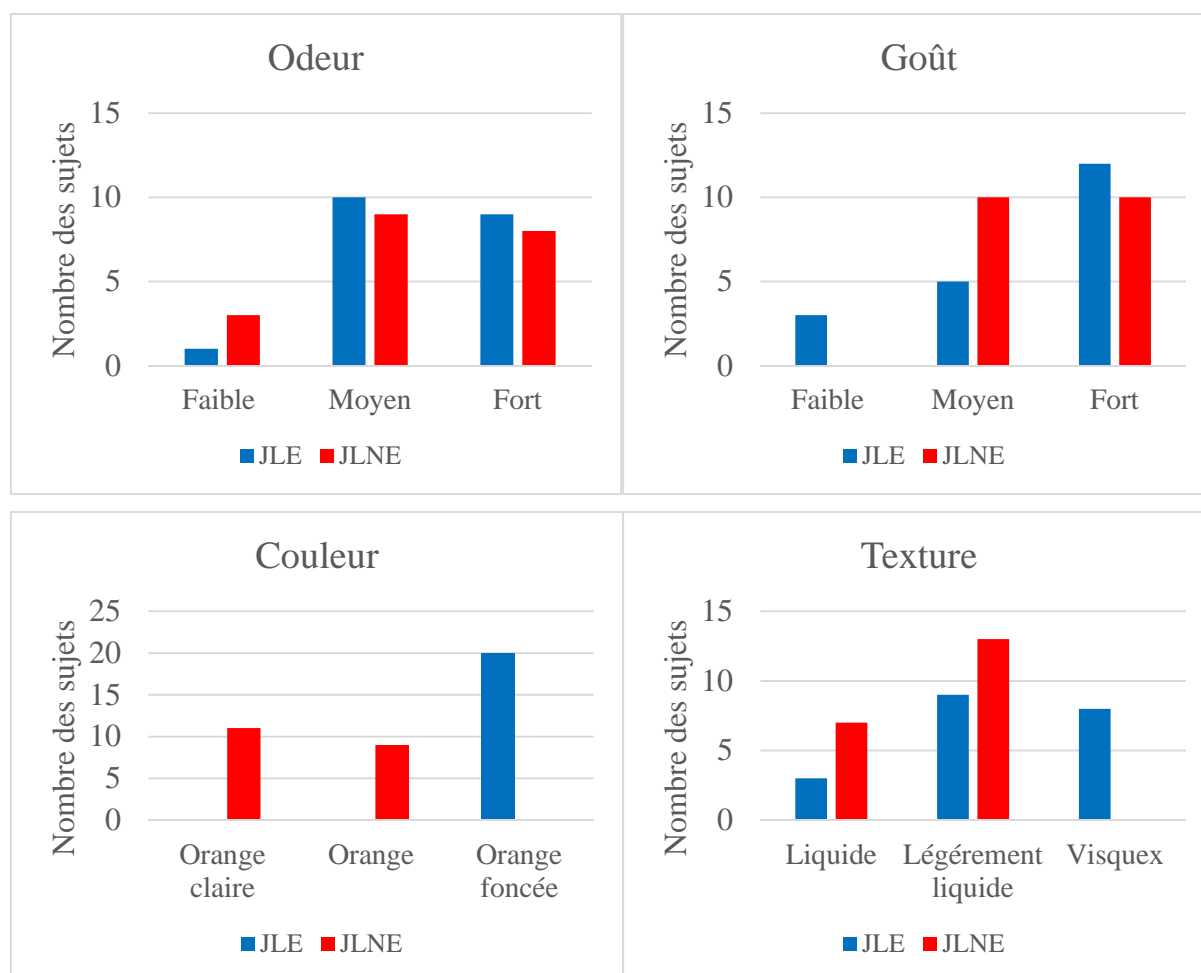 Odeur
Nombre des sujets
15
10
5
0
Faible Moyen Fort
JLE JLNE
Goût
Nombre des sujets
15
10
5
0
Faible Moyen Fort
JLE JLNE
Couleur
Nombre des sujets
25
20
15
10
5
0
Orange claire Orange Orange foncée
JLE JLNE
Texture
Nombre des sujets
15
10
5
0
Liquide Légérement liquide Visquex
JLE JLNE